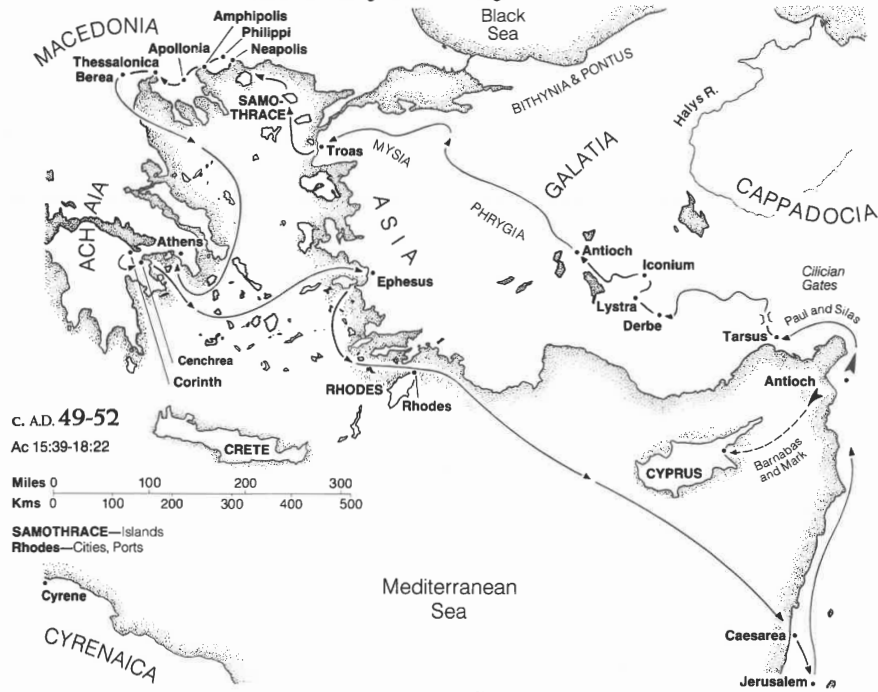 Black
Sea
MACEDONIA
Amphipolis
Philippi
Apollonia
Neapolis
Thessalonica
Berea
SAMO-
THRACE
BITHYNIA & PONTUS
Halys R.
Troas
MYSIA
GALATIA
CAPPADOCIA
ASIA
PHRYGIA
ACHAIA
Athens
Antioch
Iconium
Ephesus
Cilician
Gates
Lystra
Derbe
Paul and Silas
Tarsus
Cenchrea
Corinth
RHODES
Rhodes
Antioch
c. A.D. 49-52
Ac 15:39-18:22
CRETE
CYPRUS
Barnabas
and Mark
Miles 0 100 200 300
Kms 0 100 200 300 400 500
SAMOTHRACE—Islands
Rhodes—Cities, Ports
Mediterranean
Sea
Cyrene
CYRENAICA
Caesarea
Jerusalem